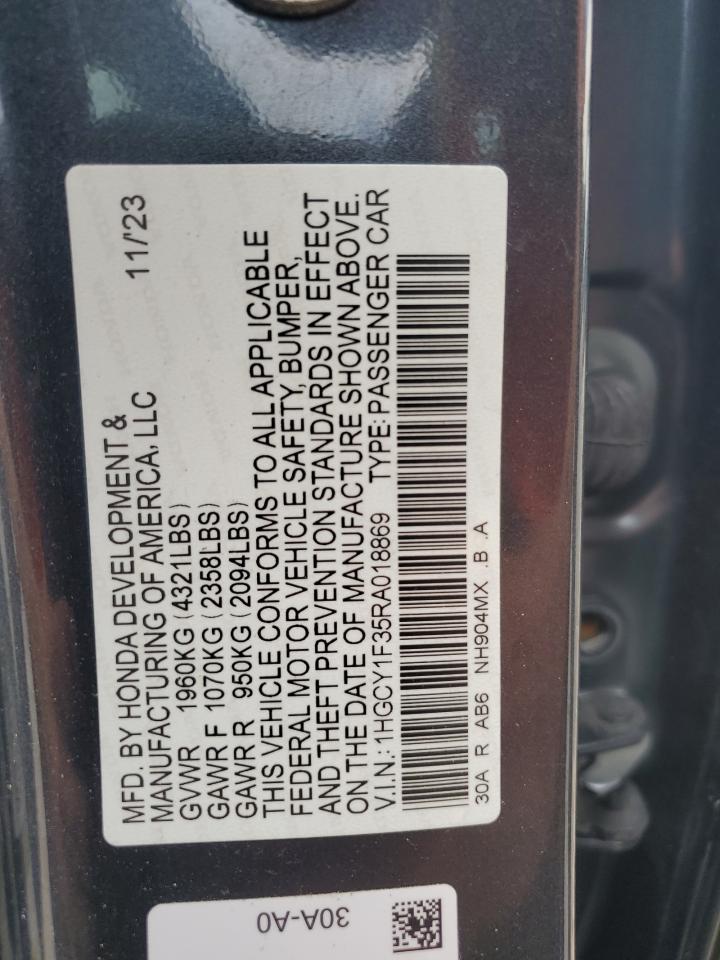 MFD. BY HONDA DEVELOPMENT & 11/'23
MANUFACTURING OF AMERICA, LLC
GVWR 1960KG (4321LBS)
GAWR F 1070KG (2358LBS)
GAWR R 950KG (2094LBS)
THIS VEHICLE CONFORMS TO ALL APPLICABLE
FEDERAL MOTOR VEHICLE SAFETY, BUMPER,
AND THEFT PREVENTION STANDARDS IN EFFECT
ON THE DATE OF MANUFACTURE SHOWN ABOVE.
V.I.N.: 1HGCY1F35RA018869 TYPE: PASSENGER CAR
30A R AB6 NH904MX .B .A
30A-A0